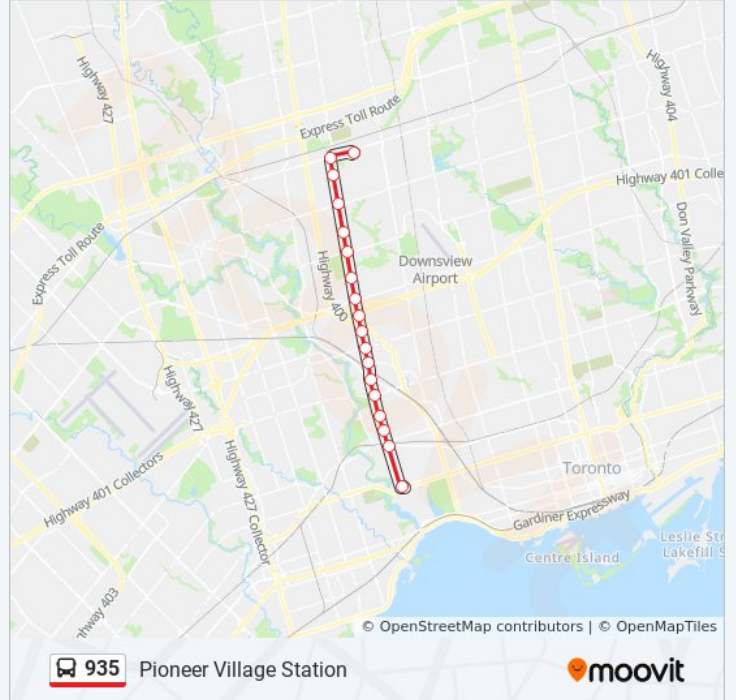 Highway 427
Highway 404
Express Toll Route
Highway 401 Colle
Don Valley Parkway
Express Toll Route
Highway 400
Downsview
Airport
Highway 427
Highway 401 Collectors
Highway 427 Collector
Toronto
Gardiner Expressway
Centre Island
Leslie Str
Lakefill S
hway 403
© OpenStreetMap contributors | © OpenMapTiles
935 Pioneer Village Station
moovit